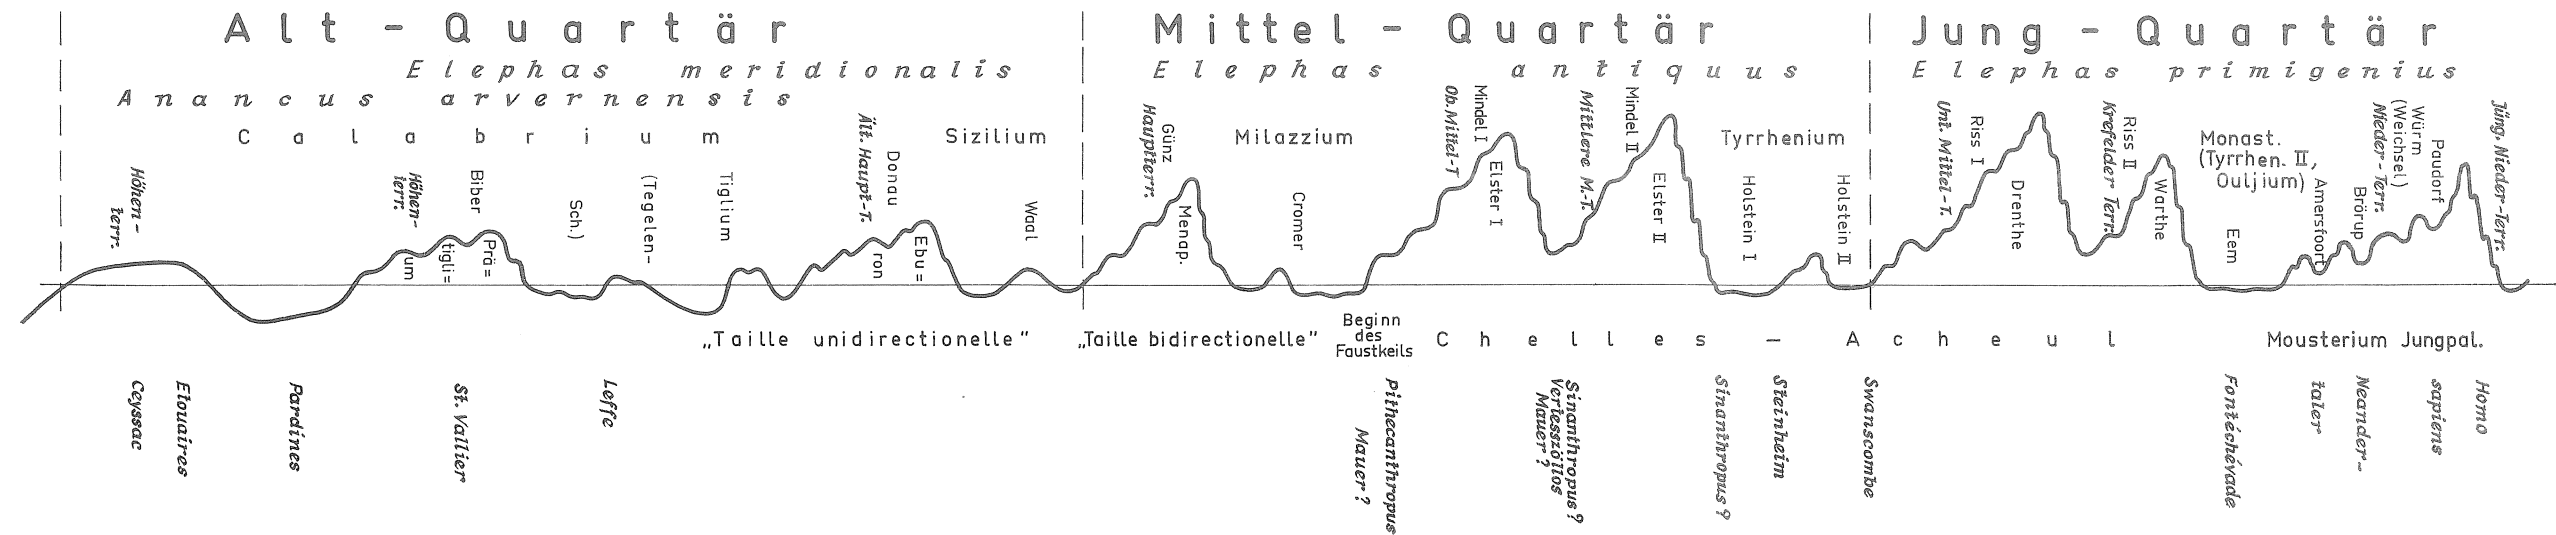 Alt - Quartär
Mittel - Quartär
Jung - Quartär
Elephas meridionalis
Elephas antiquus
Elephas primigenius
Anancus arvernensis
Calabrium
Sizilium
Milazzium
Tyrrhenium
Monast.
(Tyrrhen. II,
Ouljium)
Höhen-
terr.
Höhen-
terr.
Biber
Prä=
tigli=
um
Sch.)
(Tegelen-
Tiglium
Ält. Haupt-T.
Donau
Ebu=
ron
Waal
Hauptterr.
Günz
Menap.
Cromer
Ob. Mittel-T
Mindel I
Elster I
Mittlere M.-T.
Mindel II
Elster II
Holstein I
Holstein II
Unt. Mittel-T.
Riss I
Drenthe
Krefelder Terr.
Riss II
Warthe
Eem
Amersfoort
Brörup
Nieder-Terr.
Würm
(Weichsel)
Paudorf
Jüng. Nieder-Terr.
„Taille unidirectionelle"
„Taille bidirectionelle"
Beginn
des
Faustkeils
Chelles - Acheul
Mousterium Jungpal.
Ceyssac
Etouaires
Pardines
St. Vallier
Leffe
Pithecanthropus
Mauer?
Sinanthropus?
Vertesszöllos
Mauer?
Sinanthropus?
Steinheim
Swanscombe
Fontéchévade
Neander-
taler
Homo
sapiens